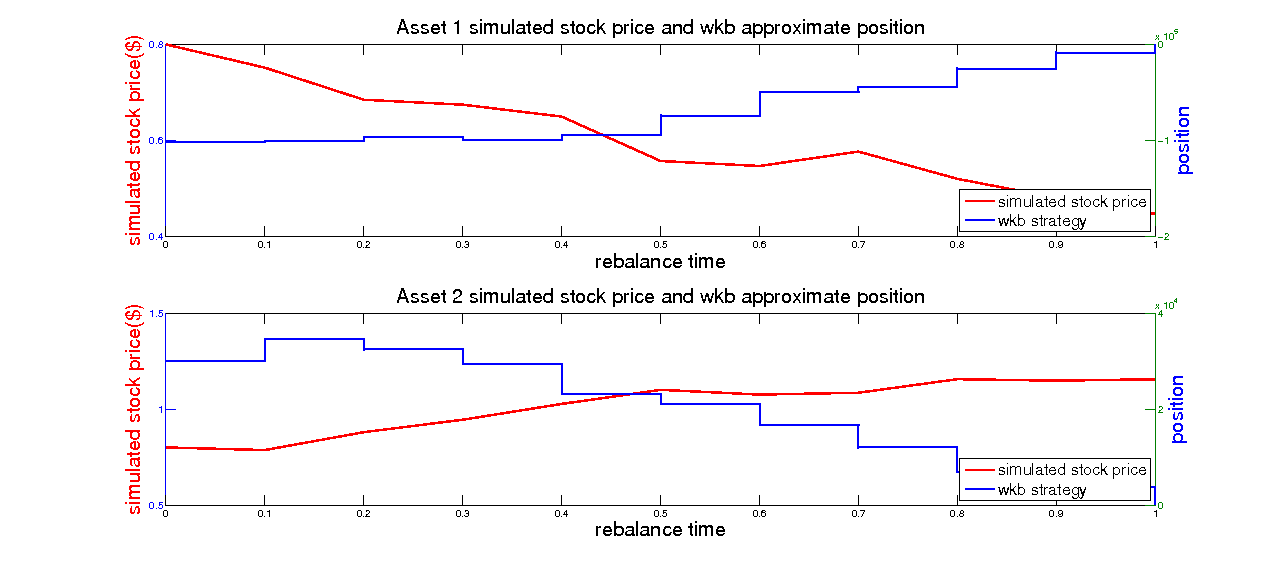 Asset 1 simulated stock price and wkb approximate position
x 10⁵
simulated stock price($)
0.8
0.6
0.4
0
-1
-2
position
simulated stock price
wkb strategy
0 0.1 0.2 0.3 0.4 0.5 0.6 0.7 0.8 0.9 1
rebalance time
Asset 2 simulated stock price and wkb approximate position
x 10⁴
simulated stock price($)
1.5
1
0.5
4
2
0
position
simulated stock price
wkb strategy
0 0.1 0.2 0.3 0.4 0.5 0.6 0.7 0.8 0.9 1
rebalance time